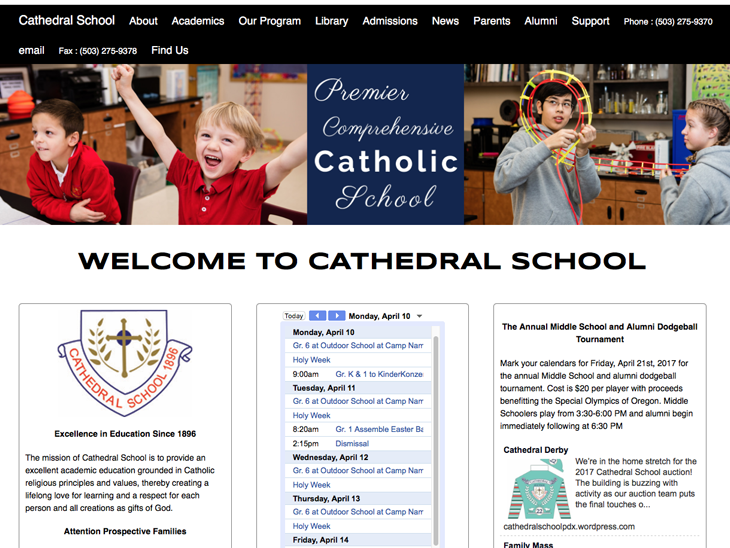 Cathedral School About Academics Our Program Library Admissions News Parents Alumni Support Phone : (503) 275-9370
email Fax : (503) 275-9378 Find Us
Premier
Comprehensive
Catholic
School
WELCOME TO CATHEDRAL SCHOOL
CATHEDRAL SCHOOL 1896
Excellence in Education Since 1896
The mission of Cathedral School is to provide an
excellent academic education grounded in Catholic
religious principles and values, thereby creating a
lifelong love for learning and a respect for each
person and all creations as gifts of God.
Attention Prospective Families
Today Monday, April 10
Monday, April 10
Gr. 6 at Outdoor School at Camp Nam
Holy Week
9:00am Gr. K & 1 to KinderKonze
Tuesday, April 11
Gr. 6 at Outdoor School at Camp Nam
Holy Week
8:20am Gr. 1 Assemble Easter Ba
2:15pm Dismissal
Wednesday, April 12
Gr. 6 at Outdoor School at Camp Nam
Holy Week
Thursday, April 13
Gr. 6 at Outdoor School at Camp Nam
Holy Week
Friday, April 14
The Annual Middle School and Alumni Dodgeball
Tournament
Mark your calendars for Friday, April 21st, 2017 for
the annual Middle School and alumni dodgeball
tournament. Cost is $20 per player with proceeds
benefitting the Special Olympics of Oregon. Middle
Schoolers play from 3:30-6:00 PM and alumni begin
immediately following at 6:30 PM
Cathedral Derby
We're in the home stretch for the
2017 Cathedral School auction!
The building is buzzing with
activity as our auction team puts
the final touches o...
22
cathedralschoolpdx.wordpress.com
Family Mass